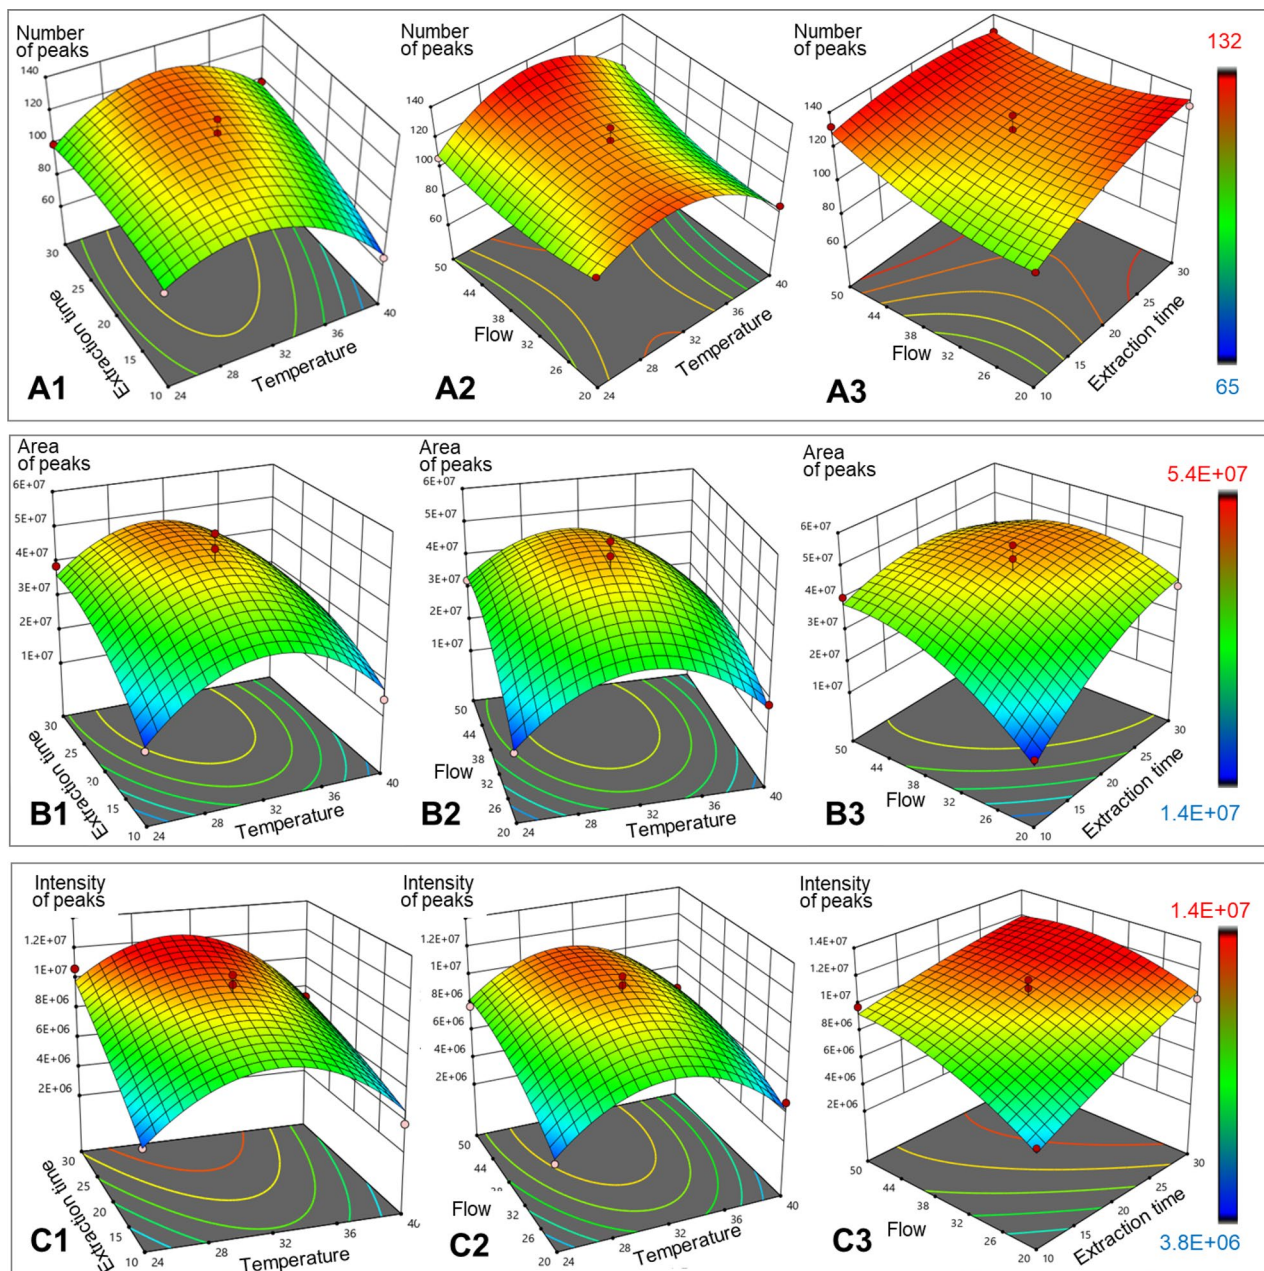 Number
of peaks
140
120
100
80
60
30
25
20
15
10 24
28
32
36
40
Extraction time
Temperature
A1
Number
of peaks
140
120
100
80
60
50
44
38
32
26
20 24
28
32
36
40
Flow
Temperature
A2
Number
of peaks
140
120
100
80
60
50
44
38
32
26
20 10
15
20
25
30
Flow
Extraction time
A3
132
65
Area
of peaks
6E+07
5E+07
4E+07
3E+07
2E+07
1E+07
30
25
20
15
10 24
28
32
36
40
Extraction time
Temperature
B1
Area
of peaks
6E+07
5E+07
4E+07
3E+07
2E+07
1E+07
50
44
38
32
26
20 24
28
32
36
40
Flow
Temperature
B2
Area
of peaks
6E+07
5E+07
4E+07
3E+07
2E+07
1E+07
50
44
38
32
26
20 10
15
20
25
30
Flow
Extraction time
B3
5.4E+07
1.4E+07
Intensity
of peaks
1.2E+07
1E+07
8E+06
6E+06
4E+06
2E+06
30
25
20
15
10 24
28
32
36
40
Extraction time
Temperature
C1
Intensity
of peaks
1.2E+07
1E+07
8E+06
6E+06
4E+06
2E+06
50
44
32
26
20 24
28
32
36
40
Flow
Temperature
C2
Intensity
of peaks
1.4E+07
1.2E+07
1E+07
8E+06
6E+06
4E+06
2E+06
50
44
38
32
26
20 10
15
20
25
30
Flow
Extraction time
C3
1.4E+07
3.8E+06